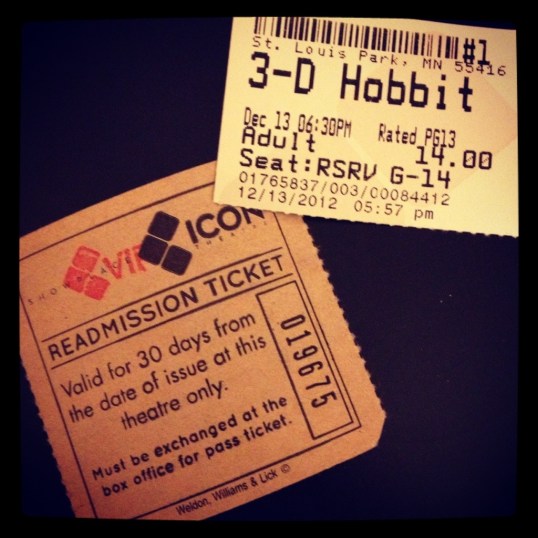 #1
St. Louis Park, MN 55416
3-D Hobbit
Dec 13 06:30PM Rated PG13
Adult 14.00
Seat:RSRV G-14
01765837/003/00084412
12/13/2012 05:57 pm
VIP
ICON
READMISSION TICKET
Valid for 30 days from
the date of issue at this
theatre only.
Must be exchanged at the
box office for pass ticket.
019675
Weldon, Williams & Lick ©